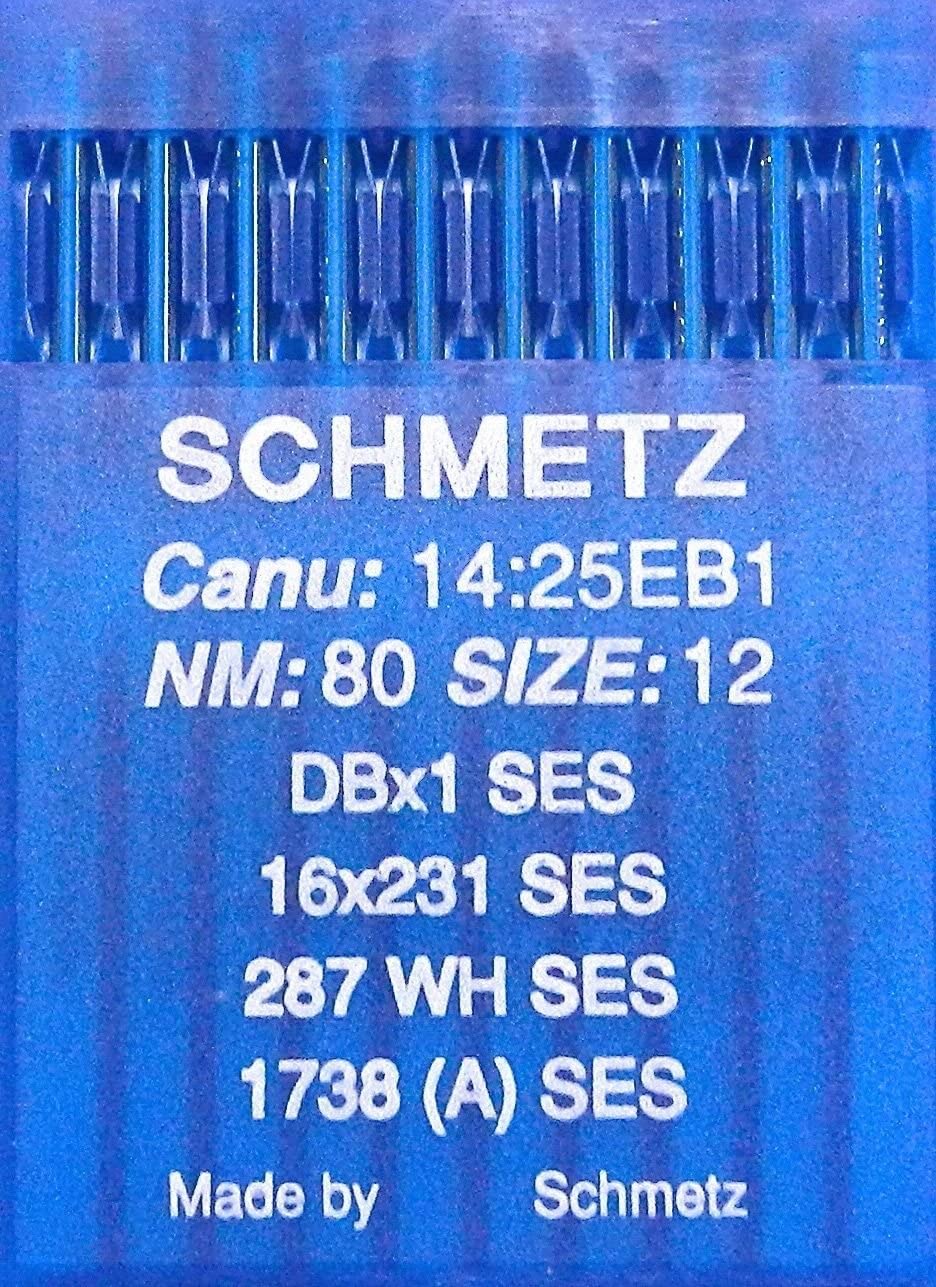 SCHMETZ
Canu: 14:25EB1
NM: 80 SIZE: 12
DBx1 SES
16x231 SES
287 WH SES
1738 (A) SES
Made by Schmetz